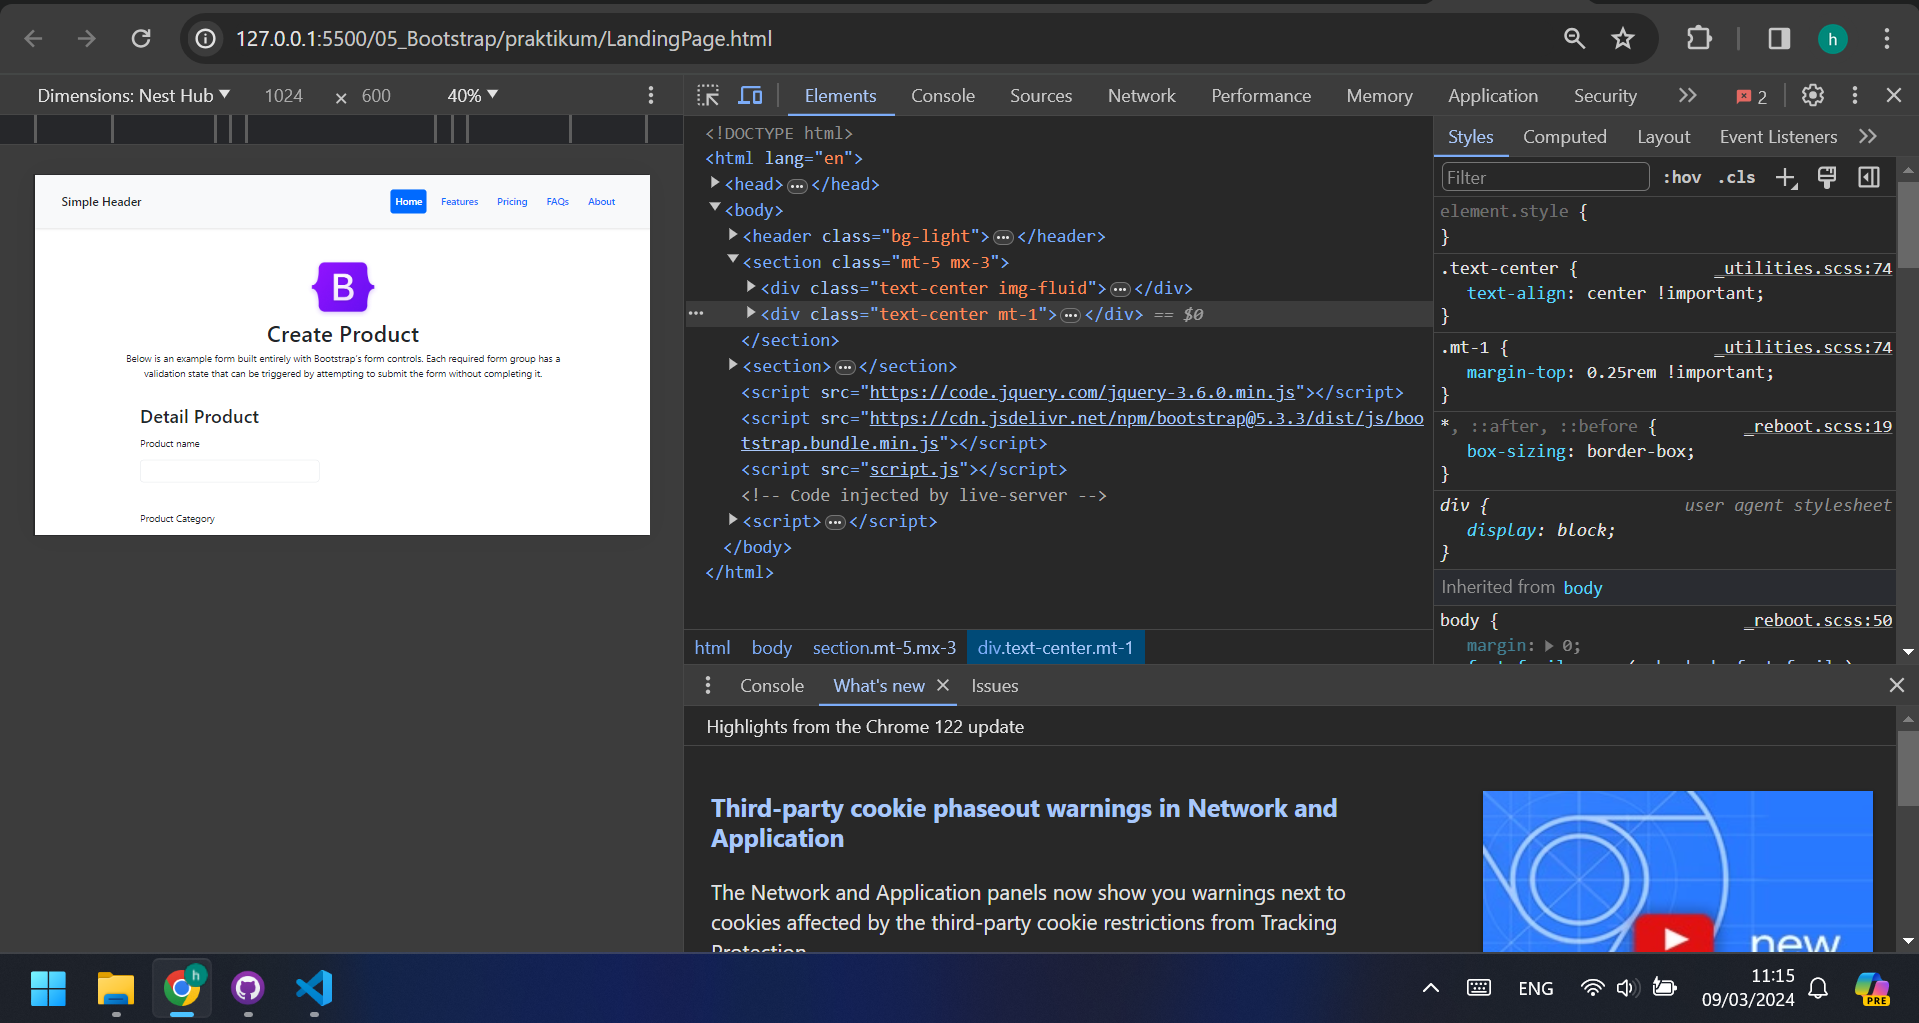 127.0.0.1:5500/05_Bootstrap/praktikum/LandingPage.html
h
Dimensions: Nest Hub
1024
×
600
40%
Elements
Console
Sources
Network
Performance
Memory
Application
Security
2
Simple Header
Home
Features
Pricing
FAQs
About
B
Create Product
Below is an example form built entirely with Bootstrap's form controls. Each required form group has a
validation state that can be triggered by attempting to submit the form without completing it.
Detail Product
Product name
Product Category
<!DOCTYPE html>
<html lang="en">
<head>…</head>
<body>
<header class="bg-light">…</header>
<section class="mt-5 mx-3">
<div class="text-center img-fluid">…</div>
<div class="text-center mt-1">…</div> == $0
</section>
<section>…</section>
<script src="https://code.jquery.com/jquery-3.6.0.min.js"></script>
<script src="https://cdn.jsdelivr.net/npm/bootstrap@5.3.3/dist/js/boo
tstrap.bundle.min.js"></script>
<script src="script.js"></script>
<!-- Code injected by live-server -->
<script>…</script>
</body>
</html>
html
body
section.mt-5.mx-3
div.text-center.mt-1
Styles
Computed
Layout
Event Listeners
Filter
:hov
.cls
element.style {
}
.text-center {
_utilities.scss:74
text-align: center !important;
}
.mt-1 {
_utilities.scss:74
margin-top: 0.25rem !important;
}
*, ::after, ::before {
_reboot.scss:19
box-sizing: border-box;
}
div {
user agent stylesheet
display: block;
}
Inherited from body
body {
_reboot.scss:50
margin: 0;
Console
What's new
Issues
Highlights from the Chrome 122 update
Third-party cookie phaseout warnings in Network and
Application
The Network and Application panels now show you warnings next to
cookies affected by the third-party cookie restrictions from Tracking
Protection.
new
h
ENG
11:15
09/03/2024
PRE